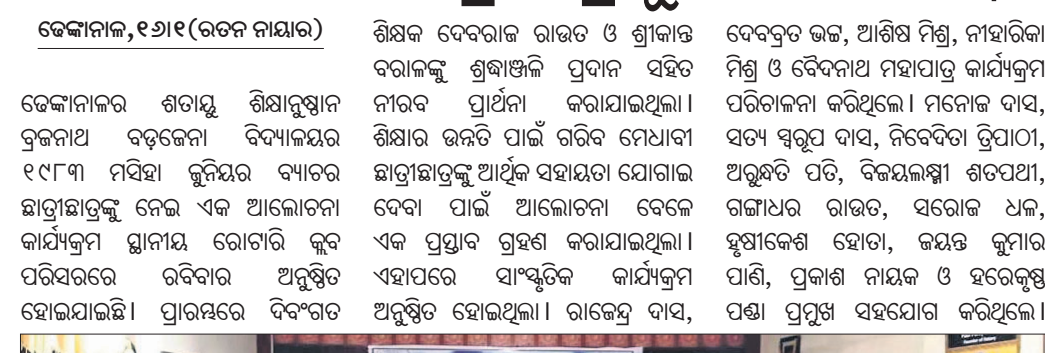 ଢେଙ୍କାନାଳ,୧୬।୧(ରତନ ନାୟାର)
ଢେଙ୍କାନାଳର ଶତାୟୁ ଶିକ୍ଷାନୁଷ୍ଠାନ
ବ୍ରଜନାଥ ବଡ଼ଜେନା ବିଦ୍ୟାଳୟର
୧୯୮୩ ମସିହା ଜୁନିୟର ବ୍ୟାଚର
ଛାତ୍ରୀଛାତ୍ରଙ୍କୁ ନେଇ ଏକ ଆଲୋଚନା
କାର୍ଯ୍ୟକ୍ରମ ସ୍ଥାନୀୟ ରୋଟାରି କ୍ଲବ
ପରିସରରେ ରବିବାର ଅନୁଷ୍ଠିତ
ହୋଇଯାଇଛି। ପ୍ରାରମ୍ଭରେ ଦିବଂଗତ
ଶିକ୍ଷକ ଦେବରାଜ ରାଉତ ଓ ଶ୍ରୀକାନ୍ତ
ବରାଳଙ୍କୁ ଶ୍ରଦ୍ଧାଞ୍ଜଳି ପ୍ରଦାନ ସହିତ
ନୀରବ ପ୍ରାର୍ଥନା କରାଯାଇଥିଲା।
ଶିକ୍ଷାର ଉନ୍ନତି ପାଇଁ ଗରିବ ମେଧାବୀ
ଛାତ୍ରୀଛାତ୍ରଙ୍କୁ ଆର୍ଥିକ ସହାୟତା ଯୋଗାଇ
ଦେବା ପାଇଁ ଆଲୋଚନା ବେଳେ
ଏକ ପ୍ରସ୍ତାବ ଗ୍ରହଣ କରାଯାଇଥିଲା।
ଏହାପରେ ସାଂସ୍କୃତିକ କାର୍ଯ୍ୟକ୍ରମ
ଅନୁଷ୍ଠିତ ହୋଇଥିଲା। ରାଜେନ୍ଦ୍ର ଦାସ,
ଦେବବ୍ରତ ଭଟ୍ଟ, ଆଶିଷ ମିଶ୍ର, ନୀହାରିକା
ମିଶ୍ର ଓ ବୈଦନାଥ ମହାପାତ୍ର କାର୍ଯ୍ୟକ୍ରମ
ପରିଚାଳନା କରିଥିଲେ। ମନୋଜ ଦାସ,
ସତ୍ୟ ସ୍ୱରୂପ ଦାସ, ନିବେଦିତା ତ୍ରିପାଠୀ,
ଅରୁନ୍ଧତି ପତି, ବିଜୟଲକ୍ଷ୍ମୀ ଶତପଥୀ,
ଗଙ୍ଗାଧର ରାଉତ, ସରୋଜ ଧଳ,
ହୃଷୀକେଶ ହୋତା, ଜୟନ୍ତ କୁମାର
ପାଣି, ପ୍ରକାଶ ନାୟକ ଓ ହରେକୃଷ୍ଣ
ପଣ୍ଡା ପ୍ରମୁଖ ସହଯୋଗ କରିଥିଲେ।